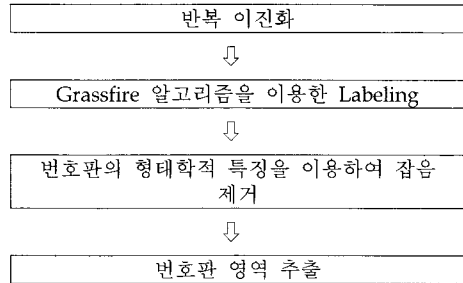 반복 이진화
Grassfire 알고리즘을 이용한 Labeling
번호판의 형태학적 특징을 이용하여 잡음
제거
번호판 영역 추출